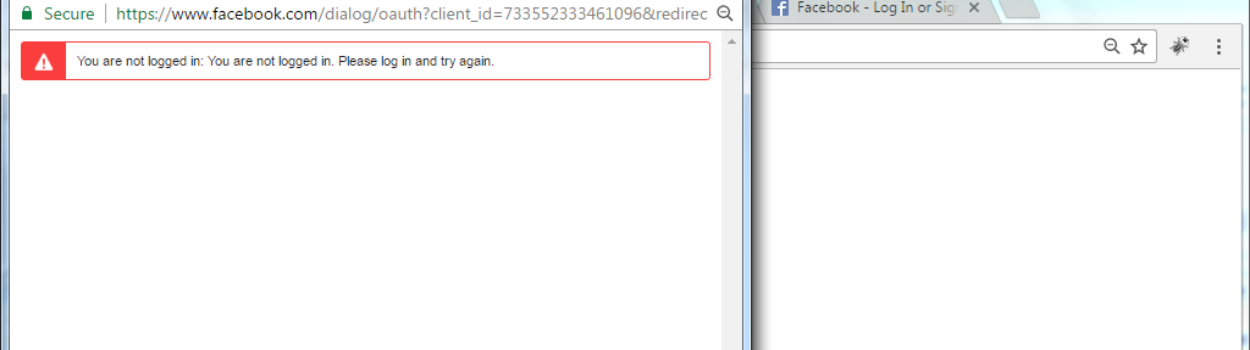 Secure https://www.facebook.com/dialog/oauth?client_id=733552333461096&redirec
Facebook - Log In or Sig
You are not logged in: You are not logged in. Please log in and try again.